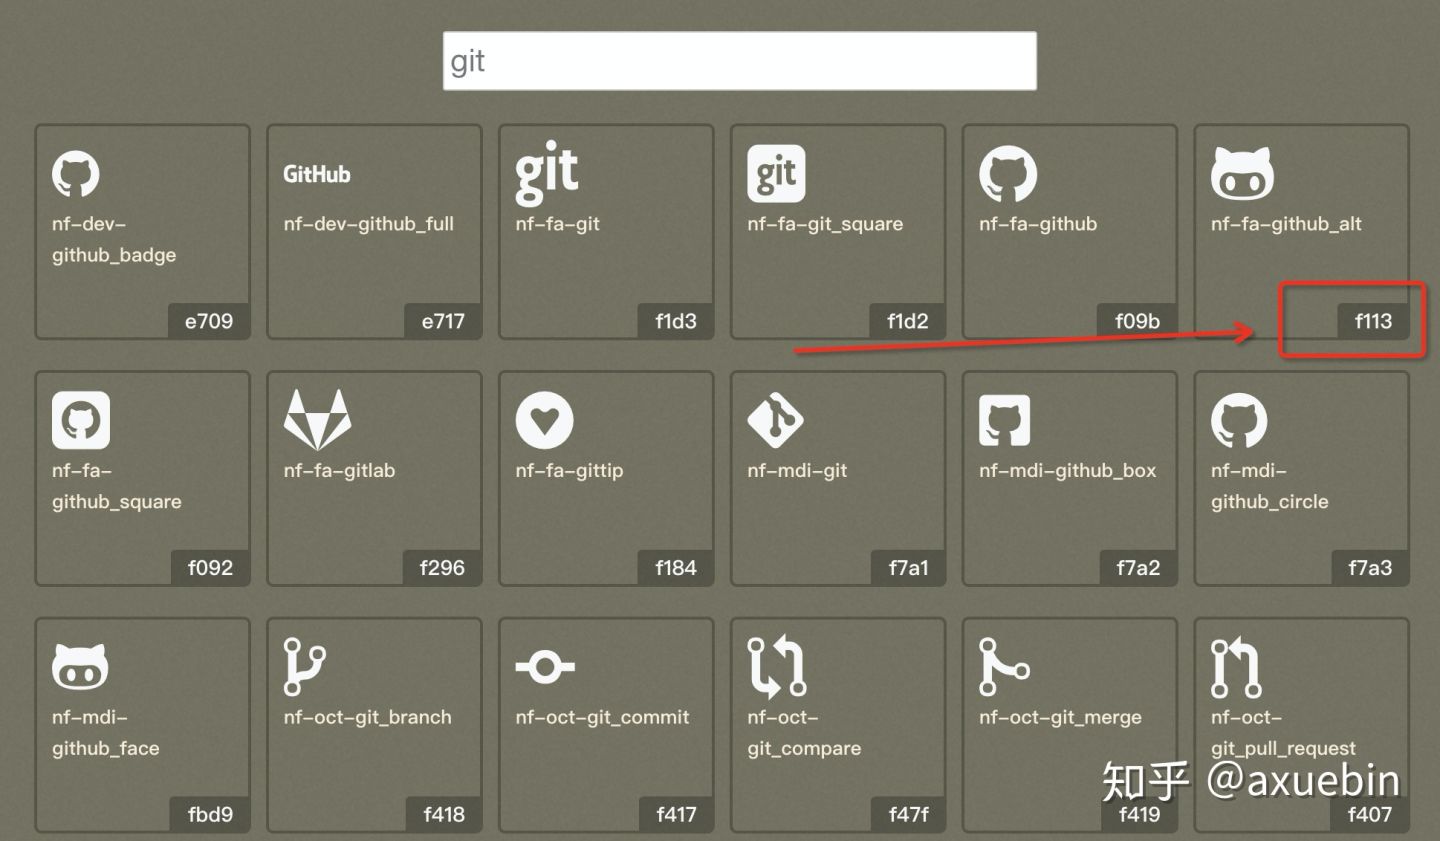 git
GitHub
git
git
nf-dev-
github_badge
nf-dev-github_full
nf-fa-git
nf-fa-git_square
nf-fa-github
nf-fa-github_alt
e709
e717
f1d3
f1d2
f09b
f113
nf-fa-
github_square
nf-fa-gitlab
nf-fa-gittip
nf-mdi-git
nf-mdi-github_box
nf-mdi-
github_circle
f092
f296
f184
f7a1
f7a2
f7a3
nf-mdi-
github_face
nf-oct-git_branch
nf-oct-git_commit
nf-oct-
git_compare
nf-oct-git_merge
nf-oct-
git_pull_request
知乎 @axuebin
fbd9
f418
f417
f47f
f419
f407